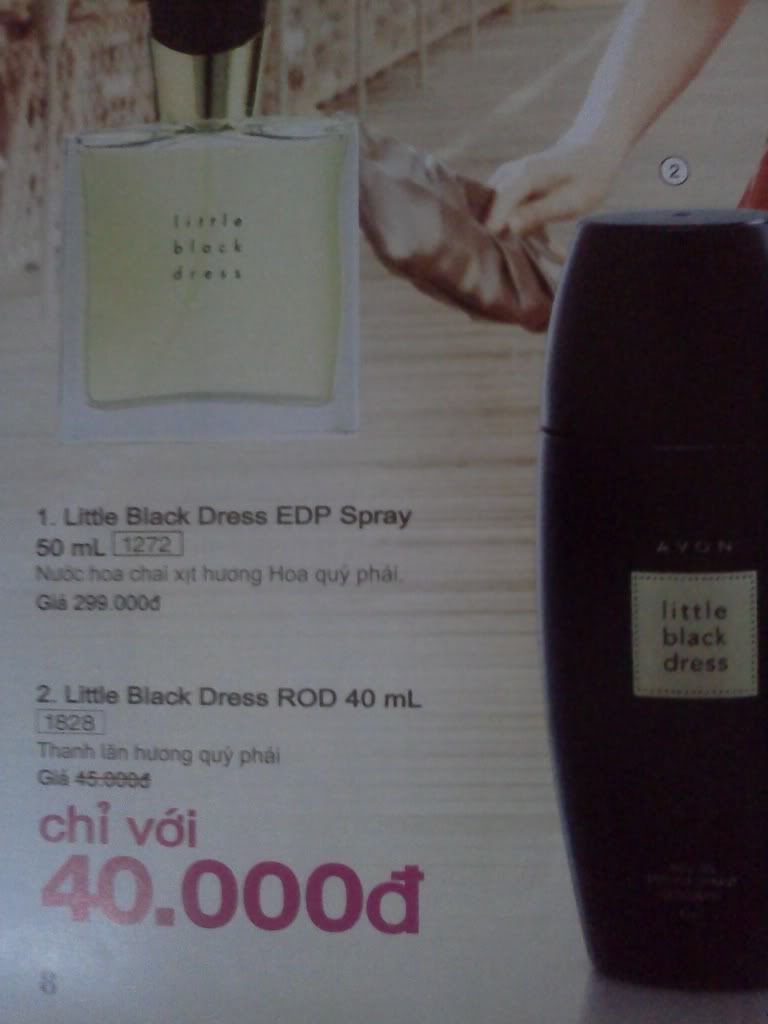 little
black
dress
2
1. Little Black Dress EDP Spray
50 mL 1272
Nước hoa chai xịt hương Hoa quý phái.
Giá 299.000đ
AVON
little
black
dress
2. Little Black Dress ROD 40 mL
1828
Thanh lăn hương quý phái
Giá 45.000đ
chỉ với
40.000đ
8